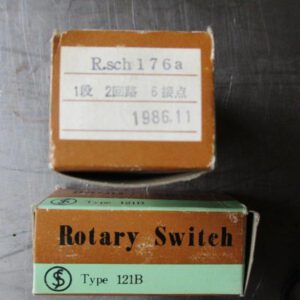 R.sch 176a
1段 2回路 6接点
1986.11
Type 121B
Rotary Switch
Type 121B